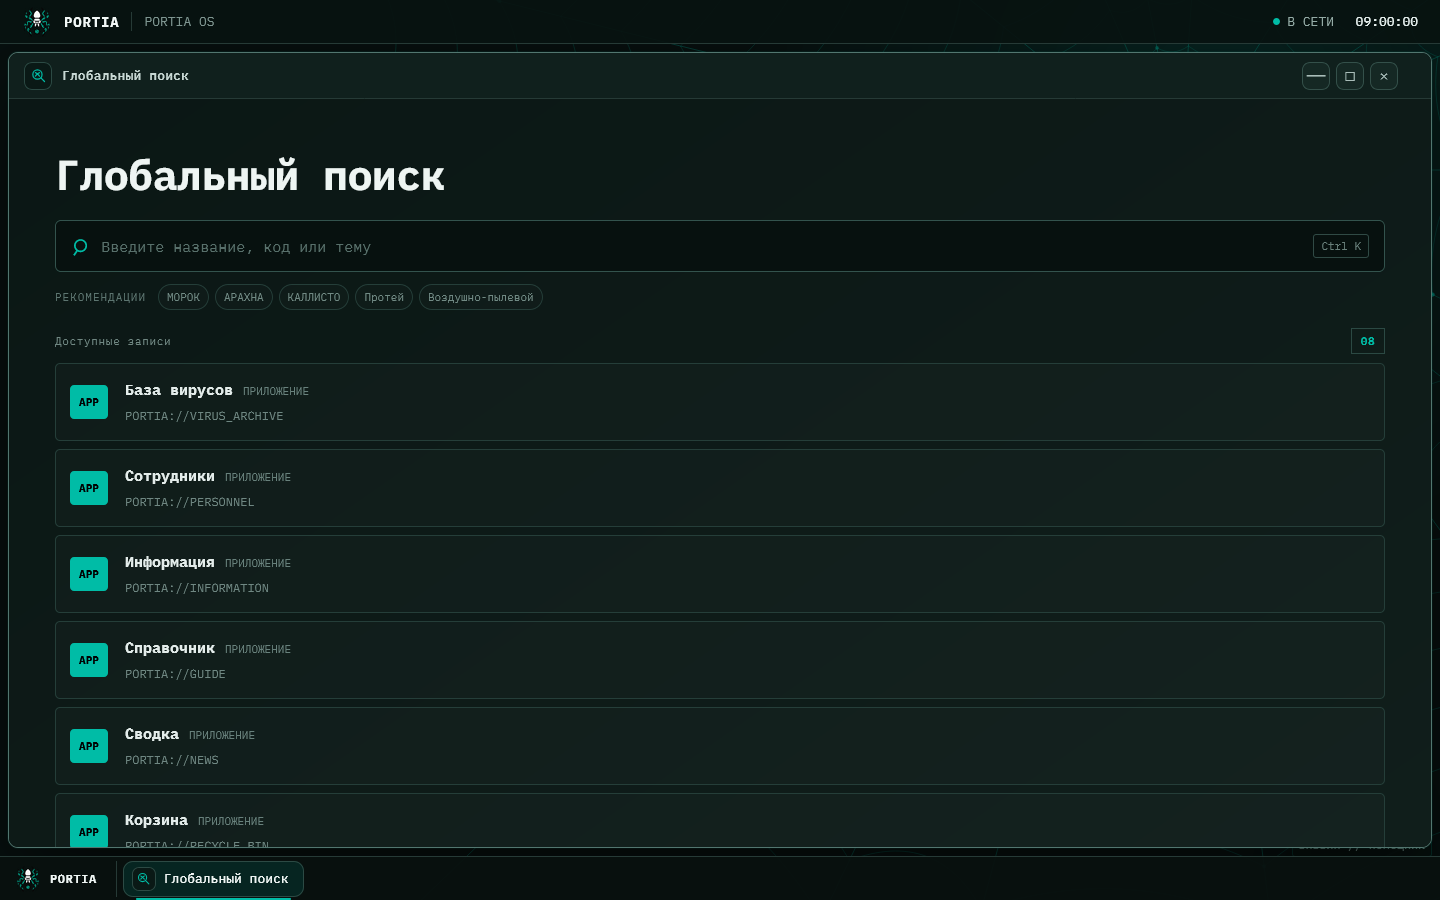 PORTIA PORTIA OS В СЕТИ 09:00:00
Глобальный поиск
Глобальный поиск
Введите название, код или тему Ctrl K
РЕКОМЕНДАЦИИ МОРОК АРАХНА КАЛЛИСТО Протей Воздушно-пылевой
Доступные записи 08
APP База вирусов ПРИЛОЖЕНИЕ
PORTIA://VIRUS_ARCHIVE
APP Сотрудники ПРИЛОЖЕНИЕ
PORTIA://PERSONNEL
APP Информация ПРИЛОЖЕНИЕ
PORTIA://INFORMATION
APP Справочник ПРИЛОЖЕНИЕ
PORTIA://GUIDE
APP Сводка ПРИЛОЖЕНИЕ
PORTIA://NEWS
APP Корзина ПРИЛОЖЕНИЕ
PORTIA://RECYCLE_BIN
PORTIA Глобальный поиск